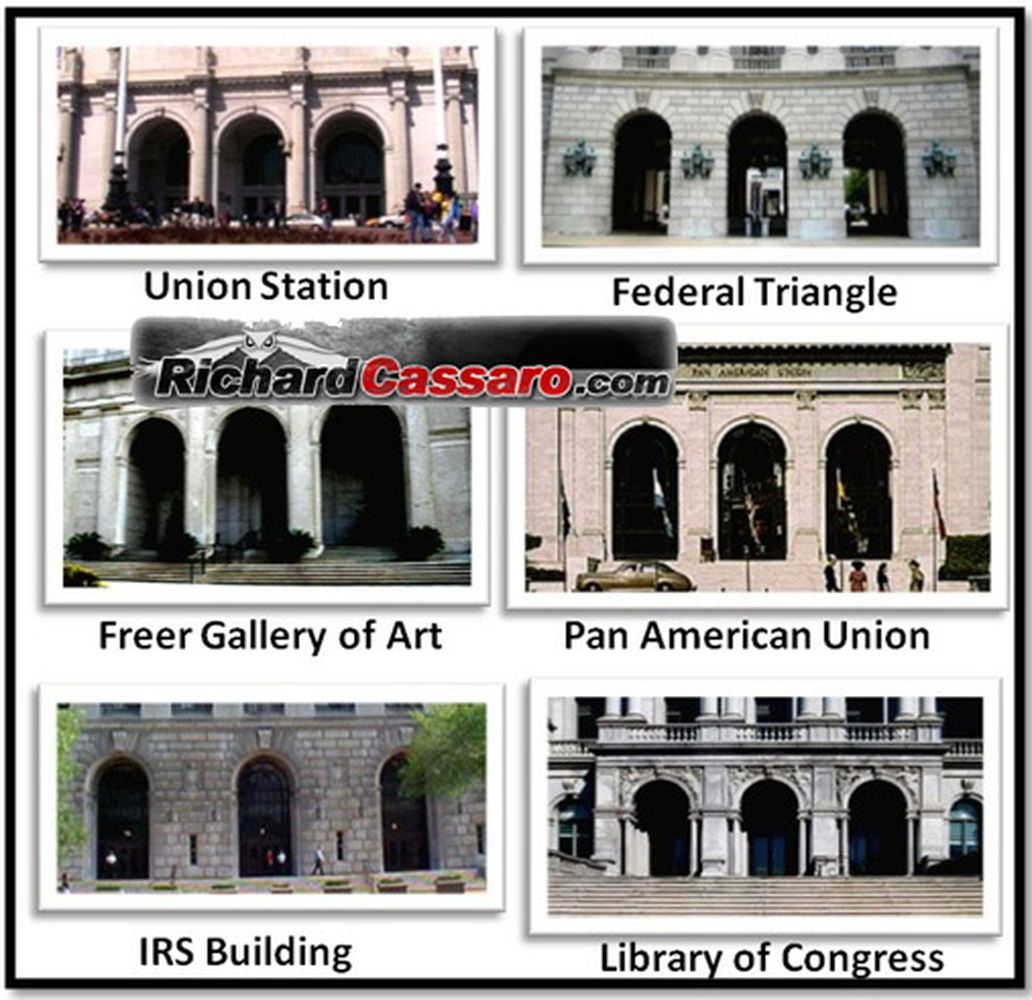 Union Station
Federal Triangle
RichardCassaro.com
PAN AMERICAN UNION
Freer Gallery of Art
Pan American Union
IRS Building
Library of Congress